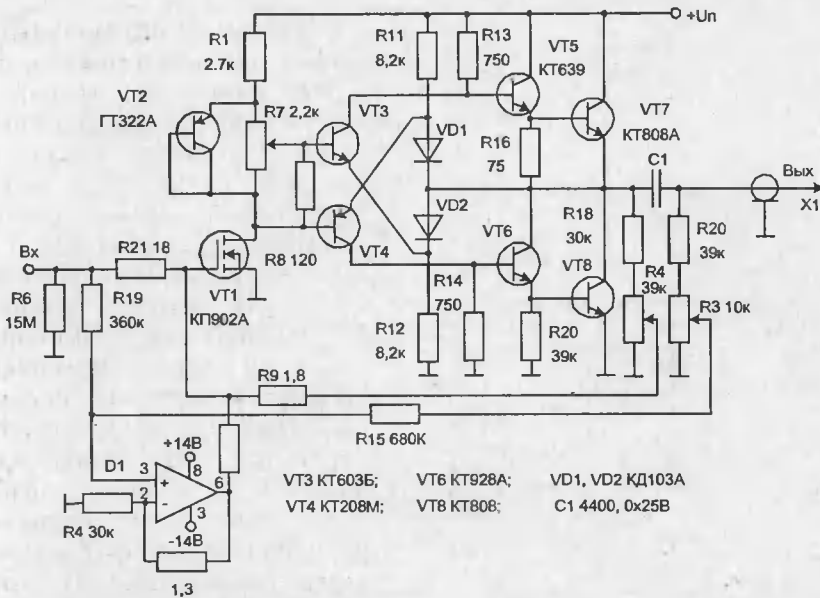 +Uп
R1
2.7к
R11
8,2к
R13
750
VT5
КТ639
VT2
ГТ322А
R7 2,2к
VT3
VT7
КТ808А
VD1
R16
75
C1
Вых
X1
VD2
Вх
R21 18
VT4
VT6
R18
30к
R20
39к
R8 120
R14
750
VT8
R4
39к
R6
15М
R19
360к
VT1
КП902А
R3 10к
R12
8,2к
R20
39к
R9 1,8
R15 680К
D1
+14В
3
8
+
2
-
6
3
-14В
R4 30к
1,3
VT3 КТ603Б; VT6 КТ928А; VD1, VD2 КД103А
VT4 КТ208М; VT8 КТ808; C1 4400, 0х25В